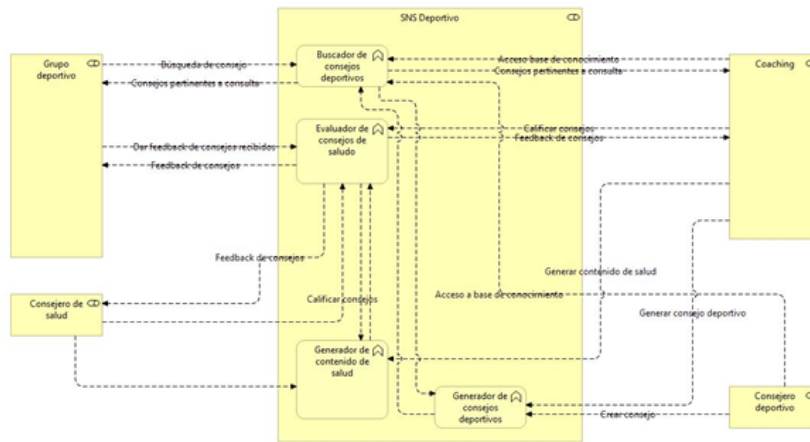 SNS Deportivo
Grupo
deportivo
Búsqueda de consejo
Consejos pertinentes a consulta
Buscador de
consejos
deportivos
Acceso base de conocimiento
Consejos pertinentes a consulta
Coaching
Evaluador de
consejos de
saludo
Dar feedback de consejos recibidos
Feedback de consejos
Calificar consejos
Feedback de consejos
Feedback de consejos
Generar contenido de salud
Consejero de
salud
Calificar consejos
Acceso a base de conocimiento
Generar consejo deportivo
Generador de
contenido de
salud
Generador de
consejos
deportivos
Crear consejo
Consejero
deportivo